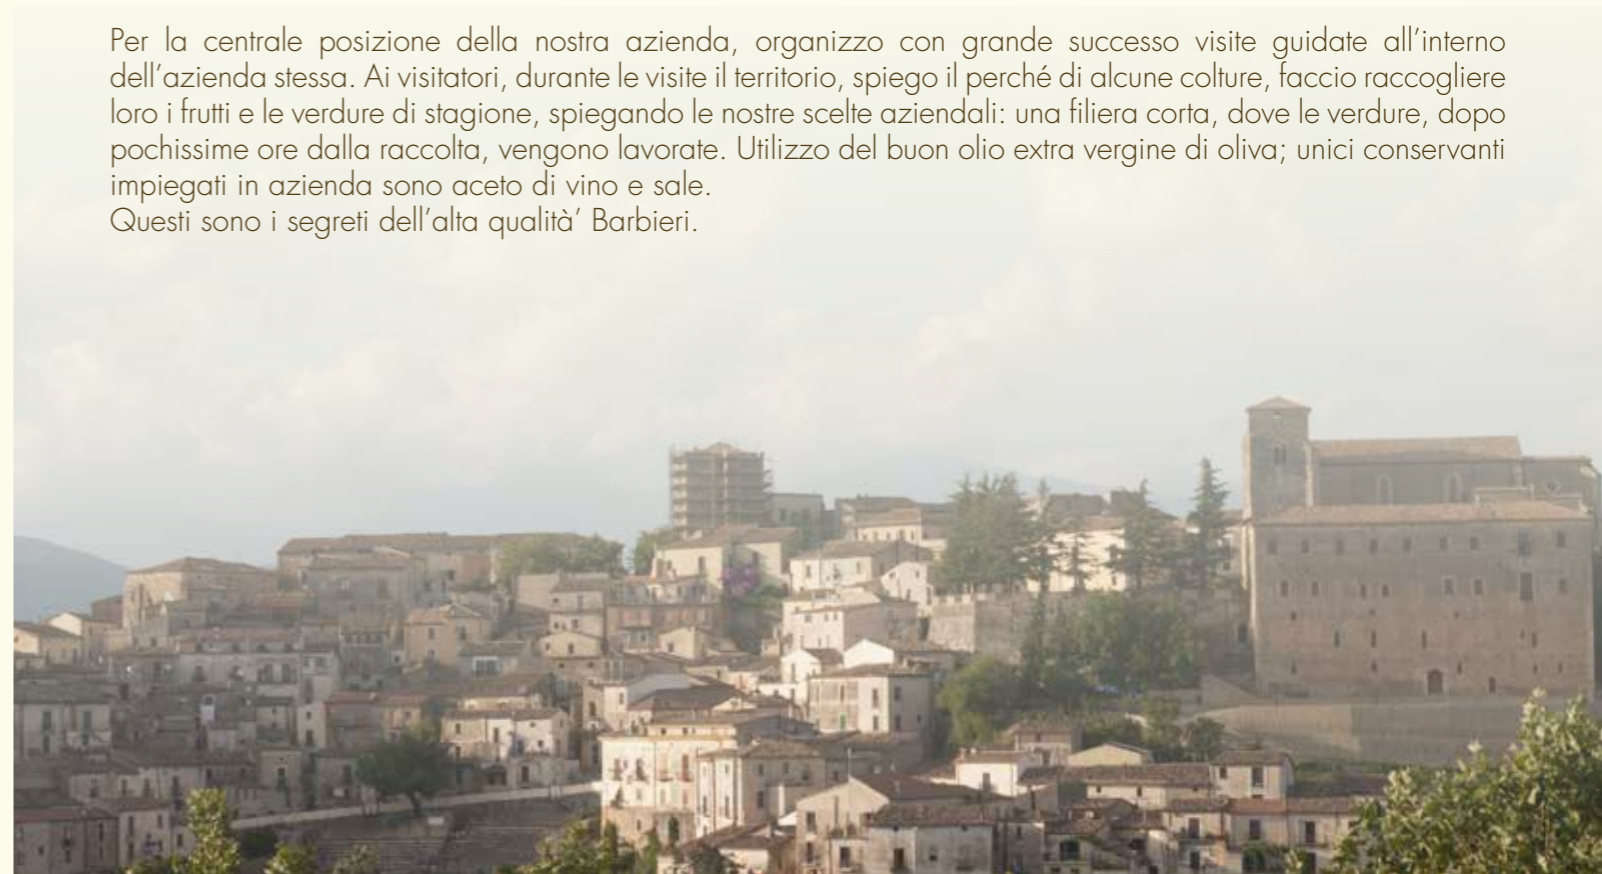 Per la centrale posizione della nostra azienda, organizzo con grande successo visite guidate all'interno
dell'azienda stessa. Ai visitatori, durante le visite il territorio, spiego il perché di alcune colture, faccio raccogliere
loro i frutti e le verdure di stagione, spiegando le nostre scelte aziendali: una filiera corta, dove le verdure, dopo
pochissime ore dalla raccolta, vengono lavorate. Utilizzo del buon olio extra vergine di oliva; unici conservanti
impiegati in azienda sono aceto di vino e sale.
Questi sono i segreti dell'alta qualità' Barbieri.